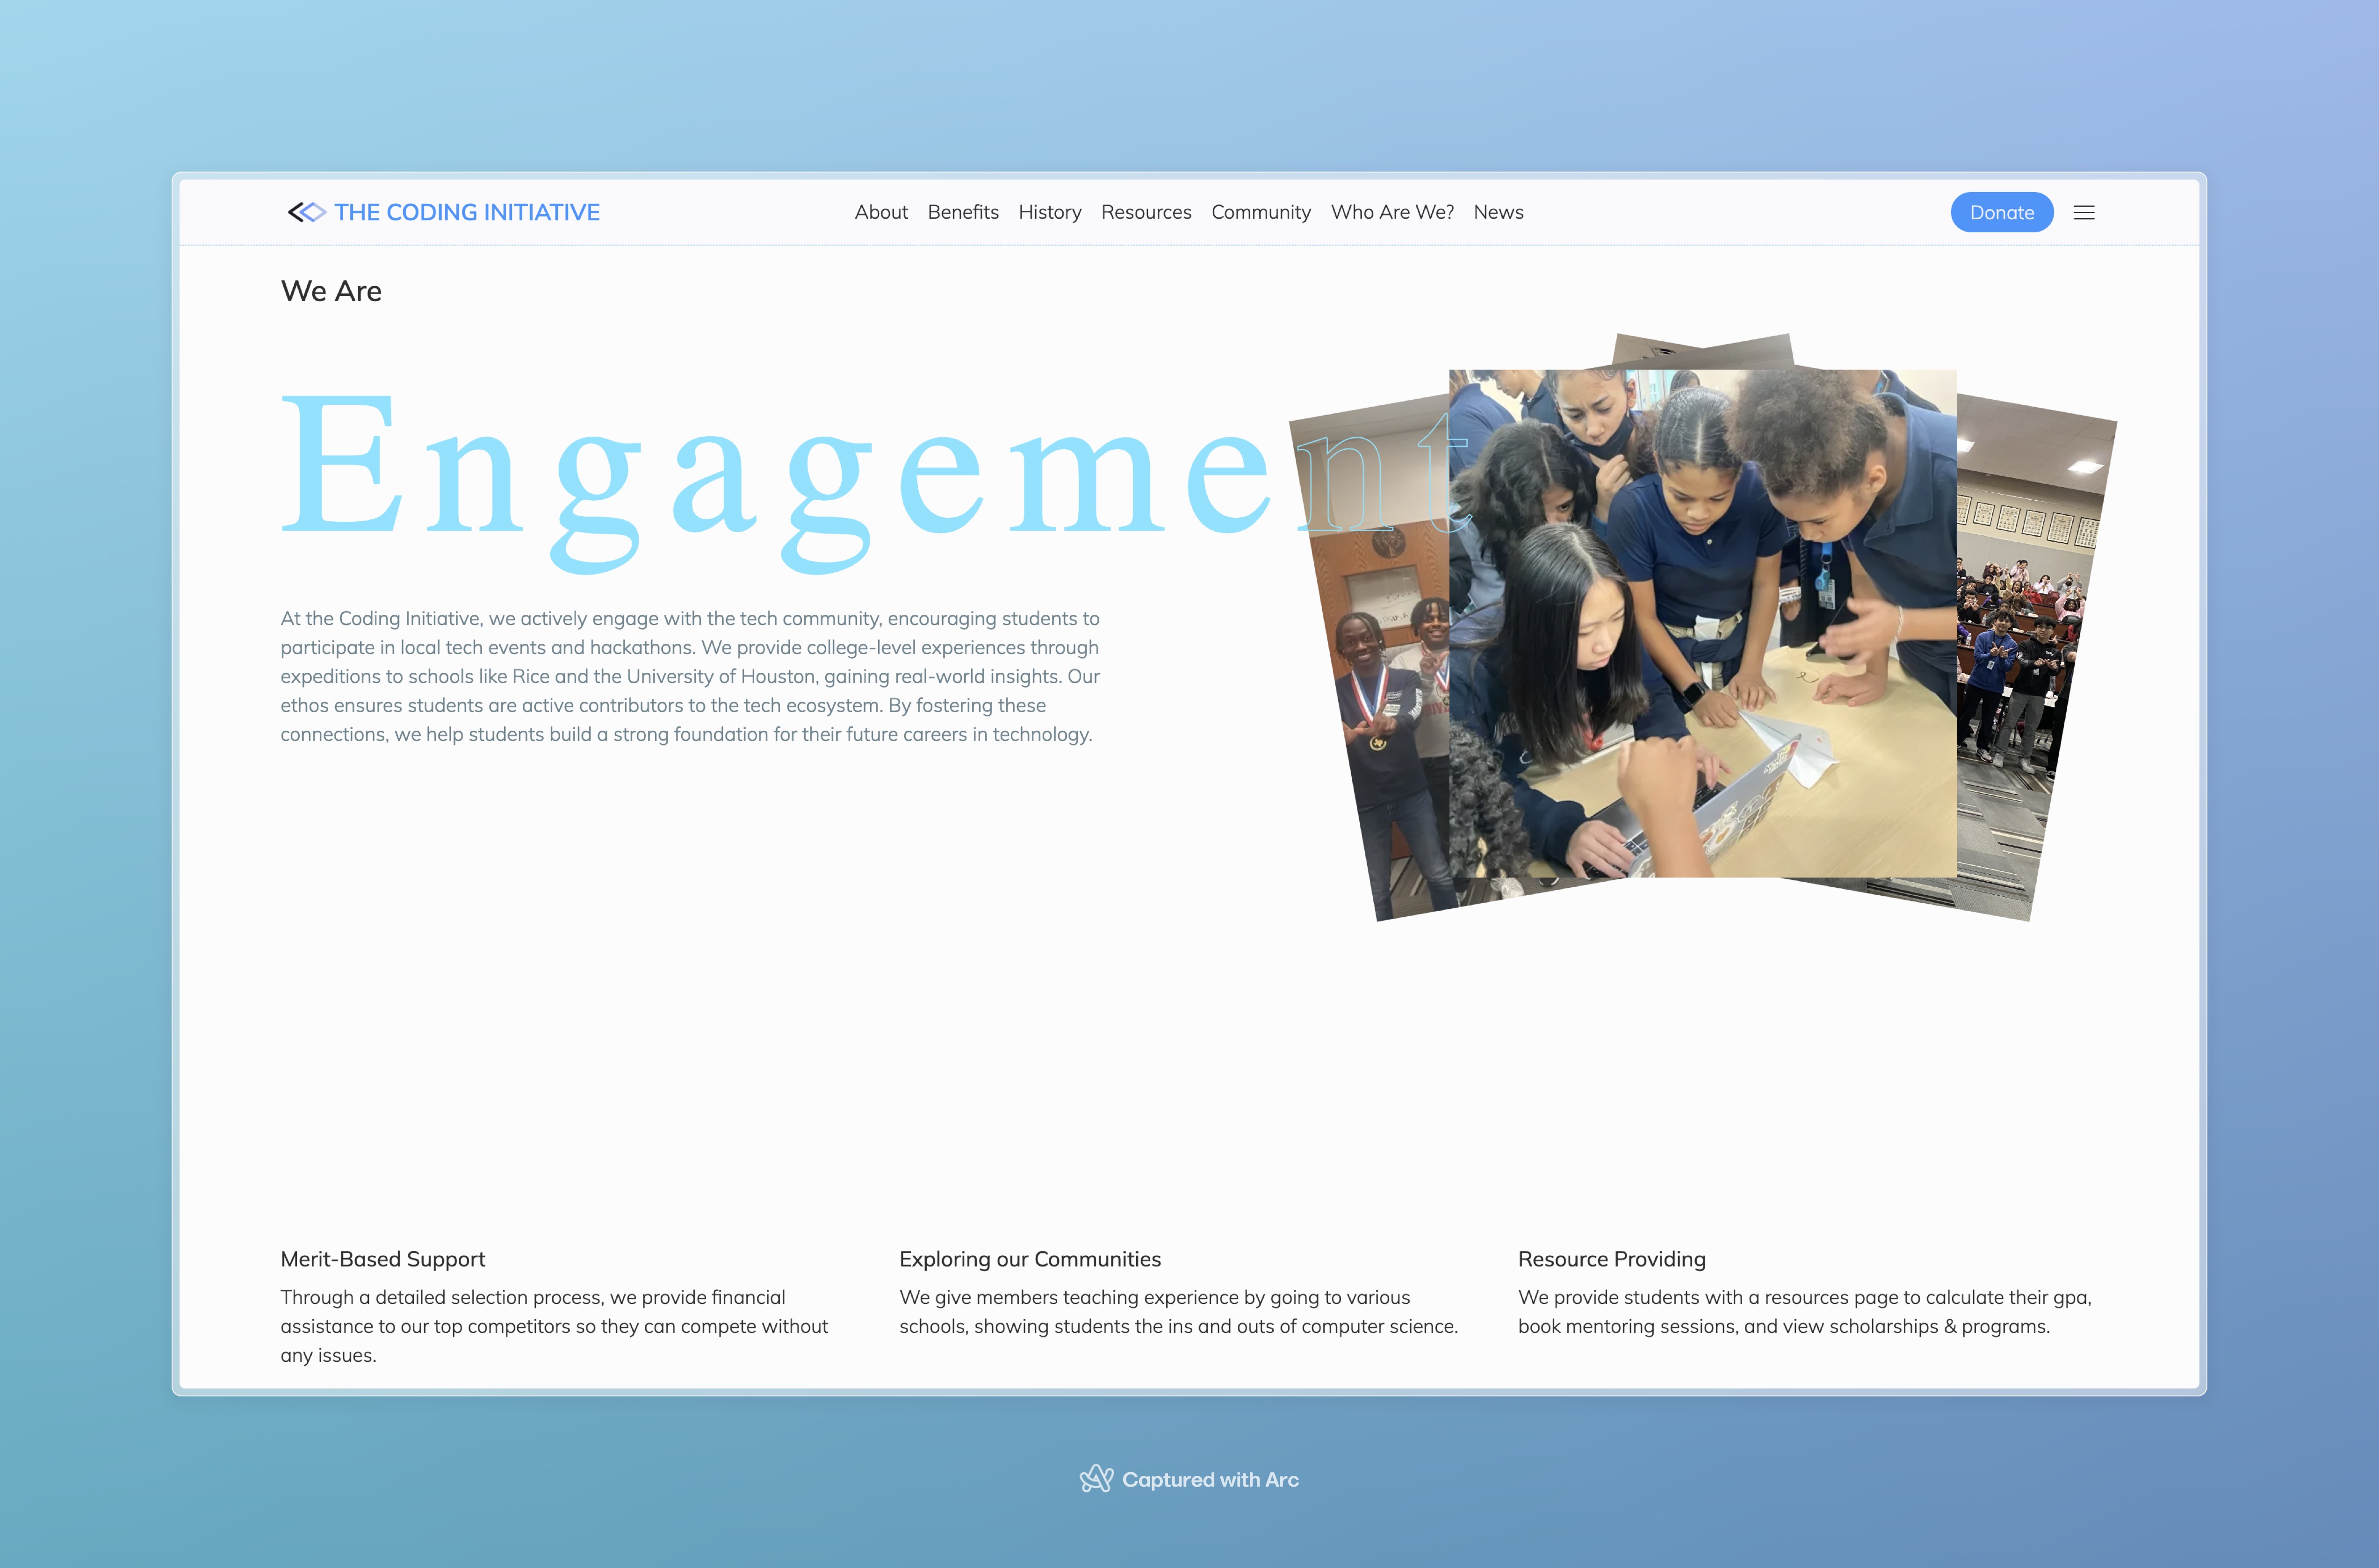 THE CODING INITIATIVE
About Benefits History Resources Community Who Are We? News
Donate
We Are
Engagement
At the Coding Initiative, we actively engage with the tech community, encouraging students to
participate in local tech events and hackathons. We provide college-level experiences through
expeditions to schools like Rice and the University of Houston, gaining real-world insights. Our
ethos ensures students are active contributors to the tech ecosystem. By fostering these
connections, we help students build a strong foundation for their future careers in technology.
Merit-Based Support
Through a detailed selection process, we provide financial
assistance to our top competitors so they can compete without
any issues.
Exploring our Communities
We give members teaching experience by going to various
schools, showing students the ins and outs of computer science.
Resource Providing
We provide students with a resources page to calculate their gpa,
book mentoring sessions, and view scholarships & programs.
Captured with Arc